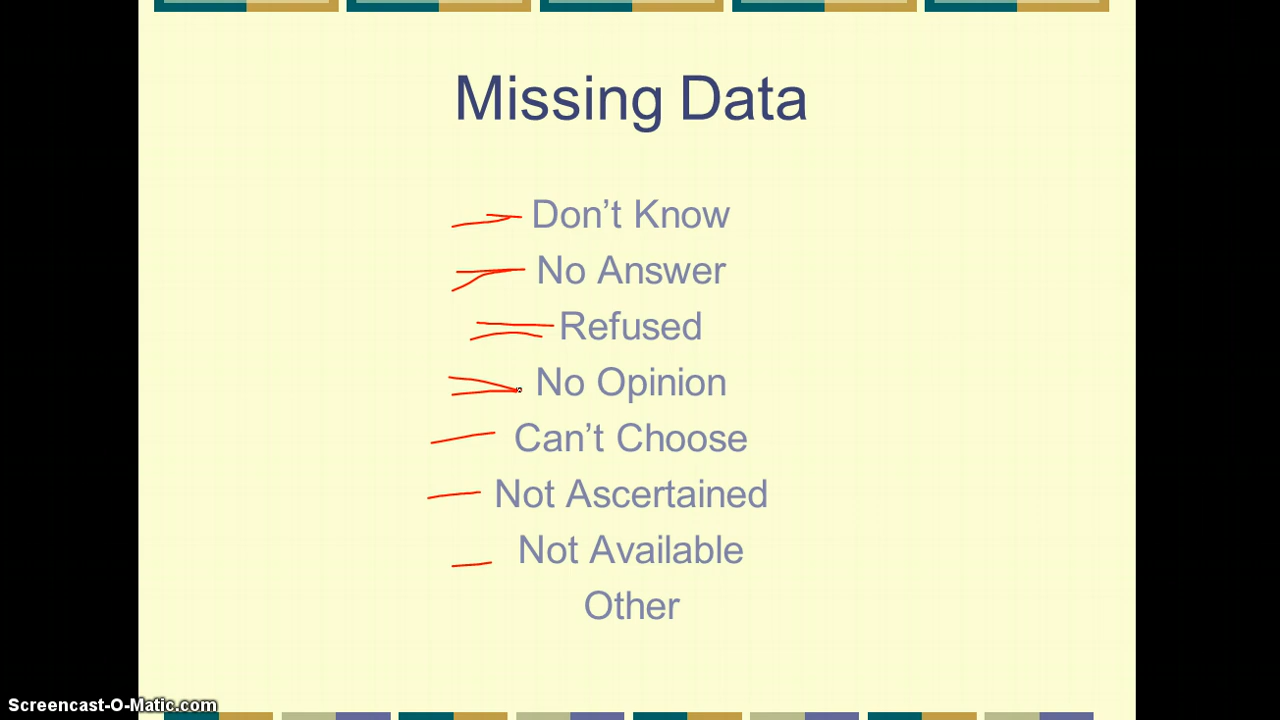 Missing Data
Don’t Know
No Answer
Refused
No Opinion
Can’t Choose
Not Ascertained
Not Available
Other
Screencast-O-Matic.com